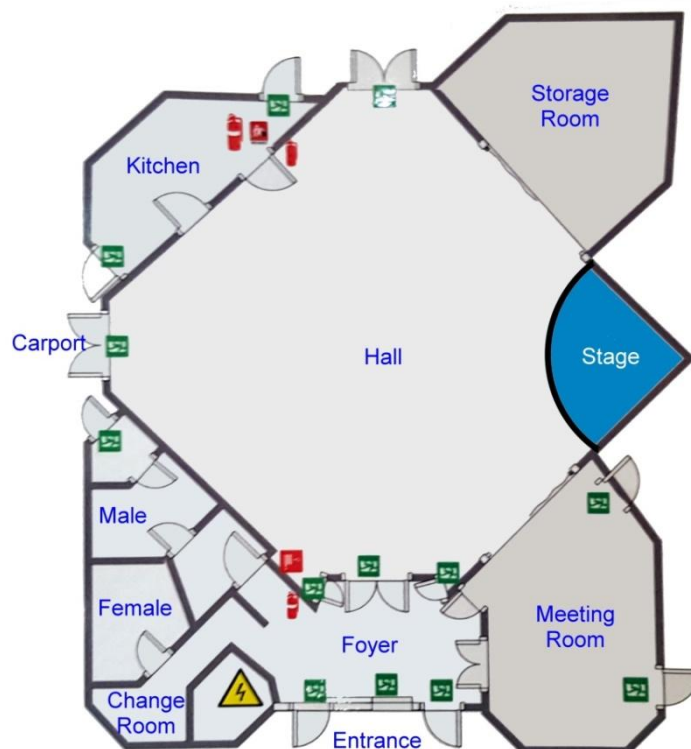 Storage
Room
Kitchen
Carport
Hall
Stage
Male
Female
Meeting
Room
Foyer
Change
Room
Entrance